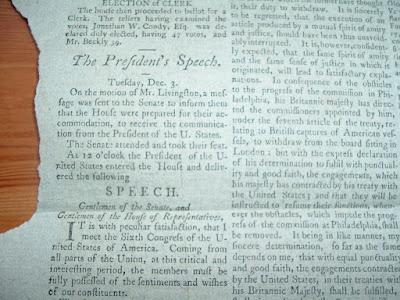 ELECTION of CLERK.
The house proceeded to ballot for a
Clerk. The tellers having examined the
votes, Jonathan W. Condy, Esq. was de-
clared duly elected, having 47 votes, and
Mr. Beckly 39.
The President's Speech.
Tuesday, Dec. 3.
On the motion of Mr. Livingston, a mes-
sage was sent to the Senate to inform them
that the House were prepared for their ac-
commodation, to receive the communica-
tion from the President of the U. States.
The Senate attended and took their seat.
At 12 o'clock the President of the U-
nited States entered the House and deliv-
ered the following
SPEECH.
Gentlemen of the Senate, and
Gentlemen of the House of Representatives,
IT is with peculiar satisfaction, that I
meet the Sixth Congress of the U-
nited States of America. Coming from
all parts of the Union, at this critical and
interesting period, the members must be
fully possessed of the sentiments and wishes
of our constituents.
their duty to withdraw. It is sincerely to
be regretted, that the execution of an
article produced by a mutual spirit of amity
and justice, should have been thus unavoid-
ably interrupted. It is, however, confident-
ly expected, that the same spirit of amity
and the same sense of justice in which it
originated, will lead to satisfactory expla-
nations. In consequence of the obstacles
to the progress of the commission in Phi-
ladelphia, his Britannic majesty has direc-
ted the commissioners appointed by him,
under the seventh article of the treaty, re-
lating to British captures of American ves-
sels, to withdraw from the board sitting in
London: but with the express declaration
of his determination to fulfil with punctual-
ity and good faith, the engagements, which
his majesty has contracted by his treaty with
the United States; and that they will be
instructed to resume their functions, when-
ever the obstacles, which impede the prog-
ress of the commission at Philadelphia, shall
be removed. It being in like manner, my
sincere determination, so far as the same
depends on me, that with equal punctuality
and good faith, the engagements contracted
by the United States, in their treaties with
his Britannic Majesty, shall be fulfilled,